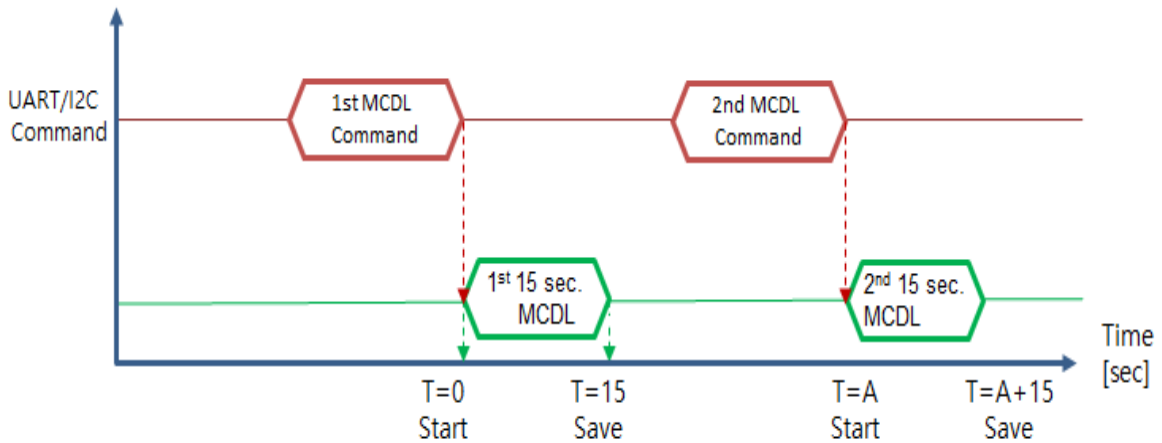 UART/I2C
Command
1st MCDL
Command
2nd MCDL
Command
1st 15 sec.
MCDL
2nd 15 sec.
MCDL
Time
[sec]
T=0
Start
T=15
Save
T=A
Start
T=A+15
Save